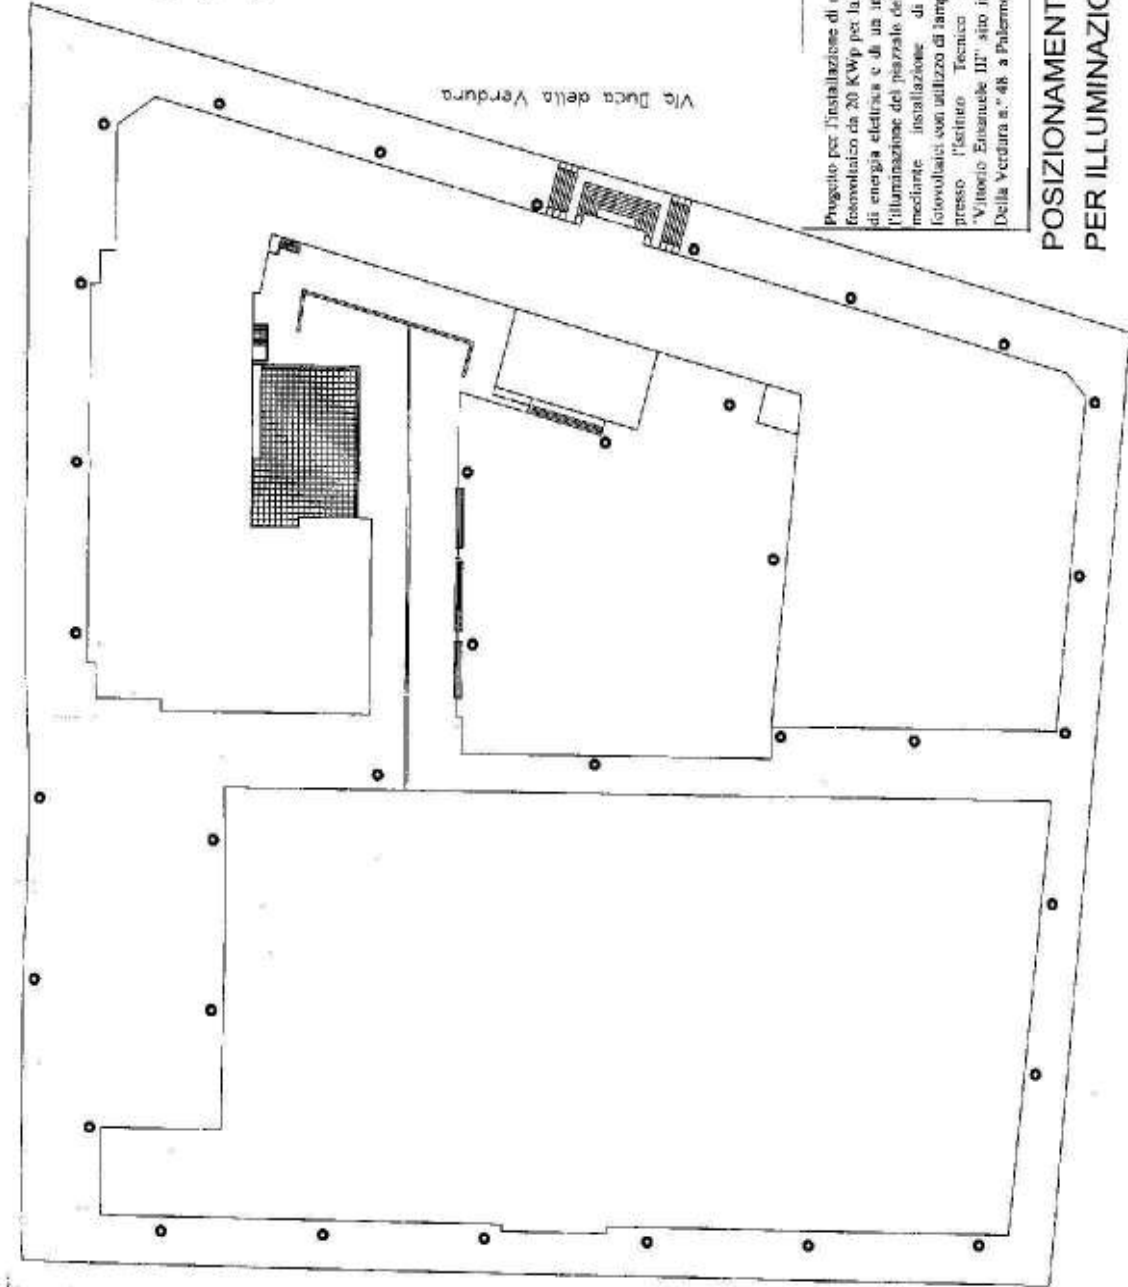 Via Duca della Verdura
Progetto per l'installazione di
fotovoltaico da 20 KWp per la
di energia elettrica e di un
l'illuminazione del piazzale
mediante installazione di
fotovoltaici con utilizzo di
presso l'Istituto Tecnico
"Vittorio Emanuele III" sito
Della Verdura n.° 48 a Palermo
POSIZIONAMENT
PER ILLUMINAZIO